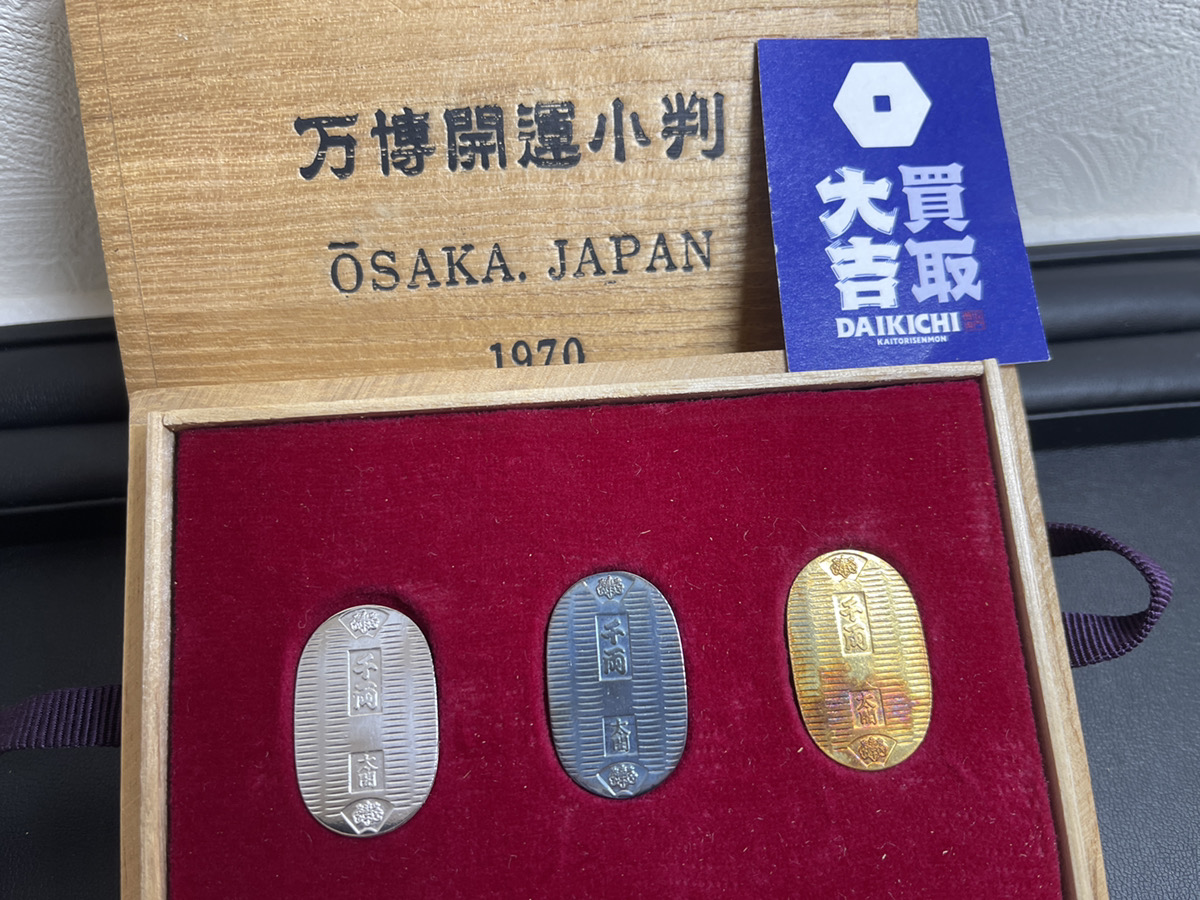 万博開運小判
ŌSAKA. JAPAN
1970
買取
大吉
DAIKICHI
KAITORISENMON
千両
太閤
千両
太閤
千両
太閤